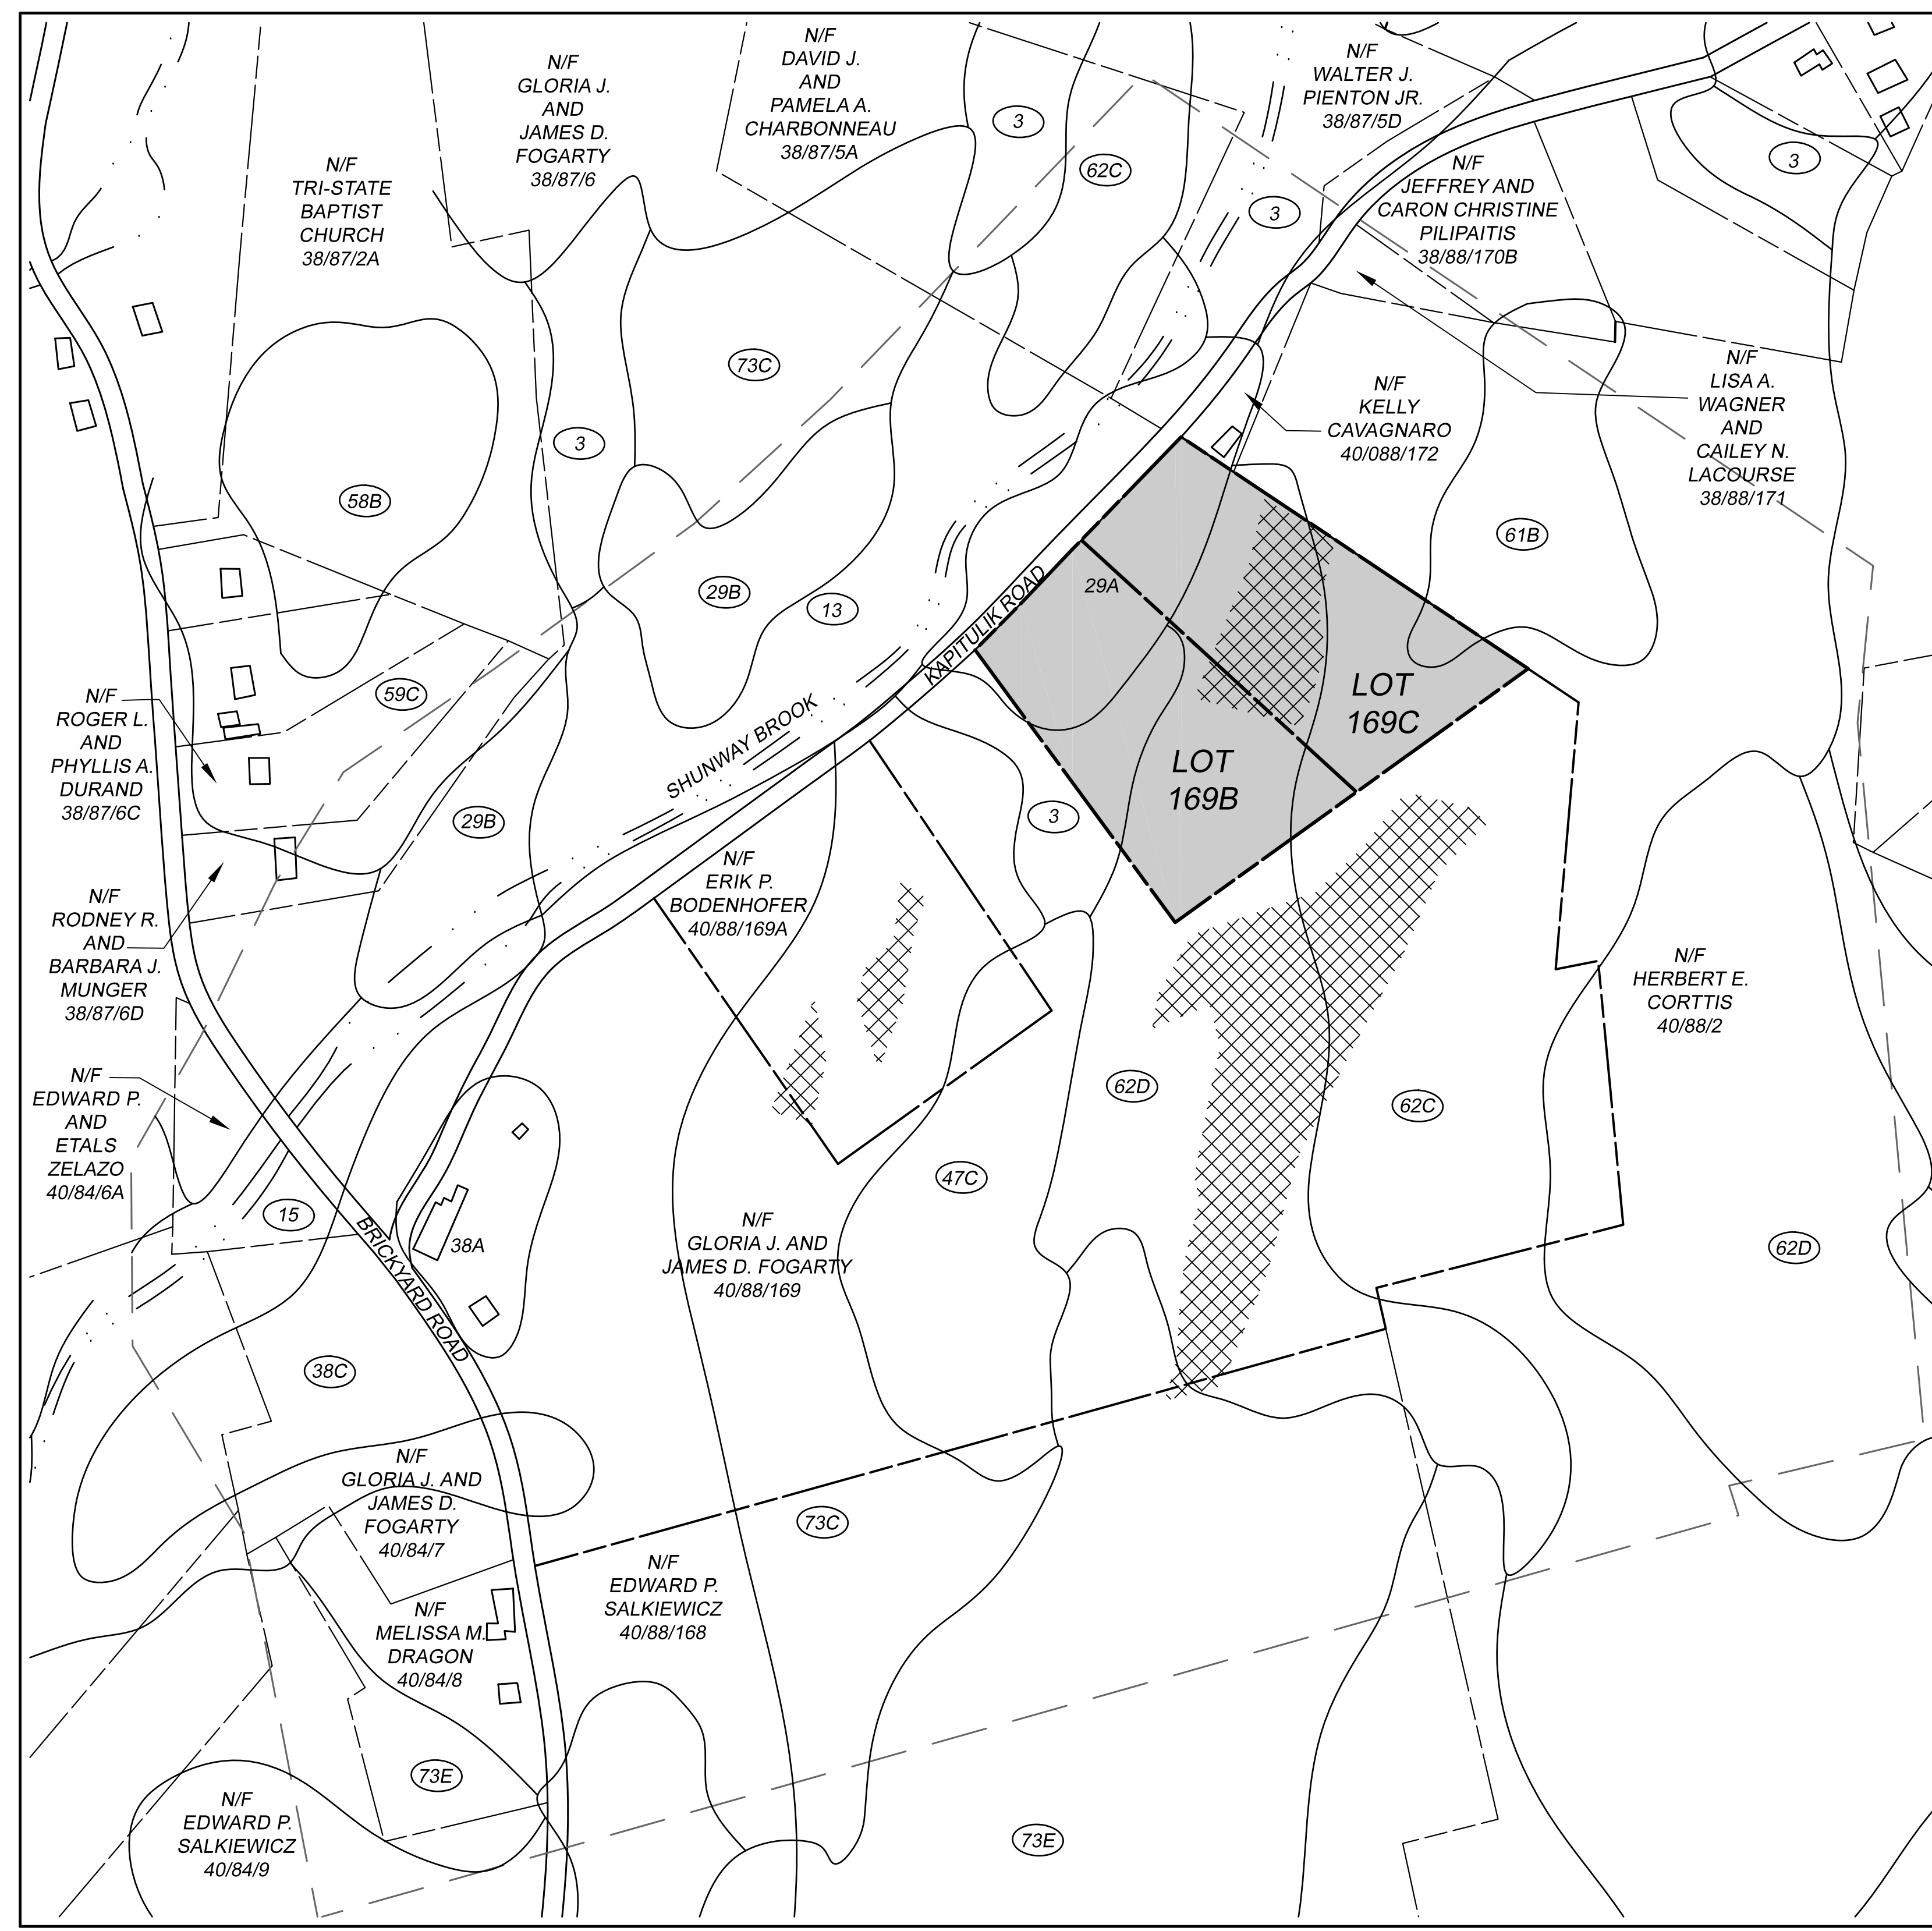 N/F
DAVID J.
AND
PAMELA A.
CHARBONNEAU
38/87/5A
N/F
GLORIA J.
AND
JAMES D.
FOGARTY
38/87/6
N/F
WALTER J.
PIENTON JR.
38/87/5D
N/F
TRI-STATE
BAPTIST
CHURCH
38/87/2A
3
62C
3
N/F
JEFFREY AND
CARON CHRISTINE
PILIPAITIS
38/88/170B
3
73C
3
58B
N/F
KELLY
CAVAGNARO
40/088/172
N/F
LISA A.
WAGNER
AND
CAILEY N.
LACOURSE
38/88/171
61B
29B
13
29A
KAPITULIK ROAD
SHUNWAY BROOK
59C
LOT
169C
LOT
169B
N/F
ROGER L.
AND
PHYLLIS A.
DURAND
38/87/6C
29B
3
N/F
ERIK P.
BODENHOFER
40/88/169A
N/F
RODNEY R.
AND
BARBARA J.
MUNGER
38/87/6D
N/F
HERBERT E.
CORTTIS
40/88/2
N/F
EDWARD P.
AND
ETALS
ZELAZO
40/84/6A
62D
62C
47C
15
38A
BRICKYARD ROAD
N/F
GLORIA J. AND
JAMES D. FOGARTY
40/88/169
62D
38C
N/F
GLORIA J. AND
JAMES D.
FOGARTY
40/84/7
73C
N/F
EDWARD P.
SALKIEWICZ
40/88/168
N/F
MELISSA M.
DRAGON
40/84/8
73E
N/F
EDWARD P.
SALKIEWICZ
40/84/9
73E